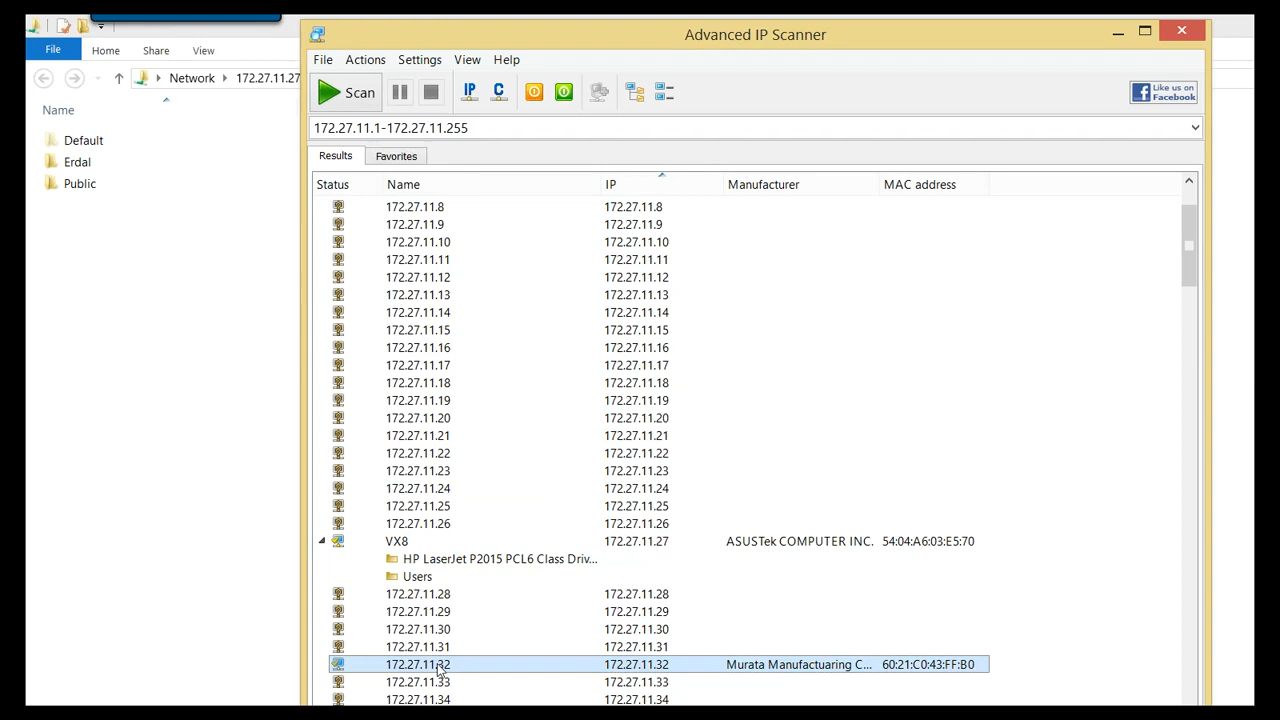 File Home Share View
Network 172.27.11.27
Name
Default
Erdal
Public
Advanced IP Scanner
File Actions Settings View Help
Scan IP C Like us on Facebook
172.27.11.1-172.27.11.255
Results Favorites
Status Name IP Manufacturer MAC address
172.27.11.8 172.27.11.8
172.27.11.9 172.27.11.9
172.27.11.10 172.27.11.10
172.27.11.11 172.27.11.11
172.27.11.12 172.27.11.12
172.27.11.13 172.27.11.13
172.27.11.14 172.27.11.14
172.27.11.15 172.27.11.15
172.27.11.16 172.27.11.16
172.27.11.17 172.27.11.17
172.27.11.18 172.27.11.18
172.27.11.19 172.27.11.19
172.27.11.20 172.27.11.20
172.27.11.21 172.27.11.21
172.27.11.22 172.27.11.22
172.27.11.23 172.27.11.23
172.27.11.24 172.27.11.24
172.27.11.25 172.27.11.25
172.27.11.26 172.27.11.26
VX8 172.27.11.27 ASUSTek COMPUTER INC. 54:04:A6:03:E5:70
HP LaserJet P2015 PCL6 Class Driv...
Users
172.27.11.28 172.27.11.28
172.27.11.29 172.27.11.29
172.27.11.30 172.27.11.30
172.27.11.31 172.27.11.31
172.27.11.32 172.27.11.32 Murata Manufactuaring C... 60:21:C0:43:FF:B0
172.27.11.33 172.27.11.33
172.27.11.34 172.27.11.34